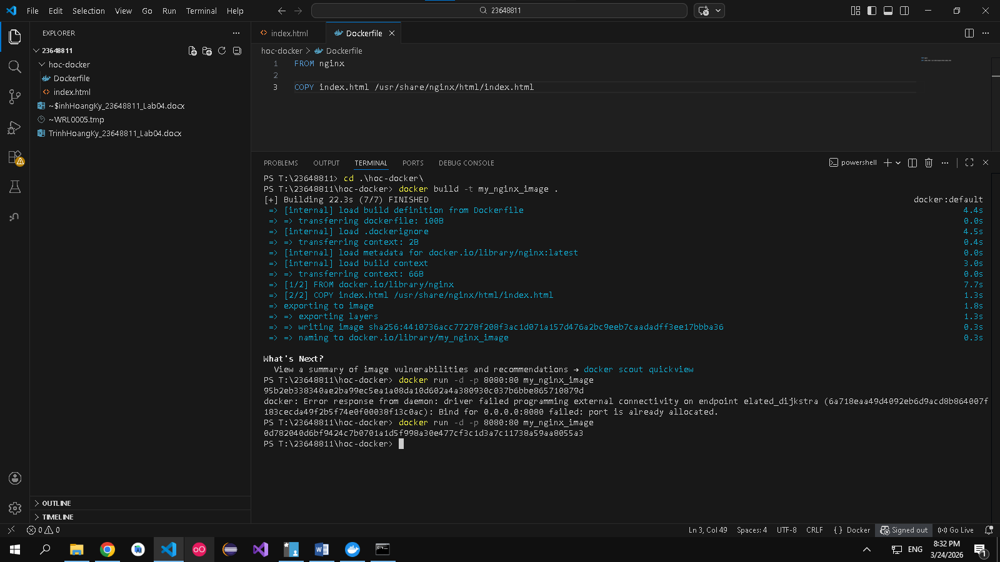 File Edit Selection View Go Run Terminal Help
23648811
EXPLORER
23648811
hoc-docker
Dockerfile
index.html
~$inhHoangKy_23648811_Lab04.docx
~WRL0005.tmp
TrinhHoangKy_23648811_Lab04.docx
OUTLINE
TIMELINE
index.html
Dockerfile
hoc-docker > Dockerfile
1 FROM nginx
2
3 COPY index.html /usr/share/nginx/html/index.html
PROBLEMS OUTPUT TERMINAL PORTS DEBUG CONSOLE
powershell
PS T:\23648811> cd .\hoc-docker\
PS T:\23648811\hoc-docker> docker build -t my_nginx_image .
[+] Building 22.3s (7/7) FINISHED docker:default
=> [internal] load build definition from Dockerfile 4.4s
=> => transferring dockerfile: 100B 0.0s
=> [internal] load .dockerignore 4.5s
=> => transferring context: 2B 0.4s
=> [internal] load metadata for docker.io/library/nginx:latest 0.0s
=> [internal] load build context 3.0s
=> => transferring context: 66B 0.0s
=> [1/2] FROM docker.io/library/nginx 7.7s
=> [2/2] COPY index.html /usr/share/nginx/html/index.html 1.3s
=> exporting to image 1.8s
=> => exporting layers 1.3s
=> => writing image sha256:4410736acc77278f208f3ac1d071a157d476a2bc9eeb7caadadff3ee17bbba36 0.3s
=> => naming to docker.io/library/my_nginx_image 0.3s
What's Next?
View a summary of image vulnerabilities and recommendations → docker scout quickview
PS T:\23648811\hoc-docker> docker run -d -p 8080:80 my_nginx_image
95b2eb338340ae2ba99ec5ea1a08da10d602a4a380930c037b6bbe865710879d
docker: Error response from daemon: driver failed programming external connectivity on endpoint elated_dijkstra (6a718eaa49d4092eb6d9acd8b864007f
183cecda49f2b5f74e0f00038f13c0ac): Bind for 0.0.0.0:8080 failed: port is already allocated.
PS T:\23648811\hoc-docker> docker run -d -p 8080:80 my_nginx_image
0d782040d6bf9424c7b0701a1d5f998a30e477cf3c1d3a7c11738a59aa8055a3
PS T:\23648811\hoc-docker>
0 0
Ln 3, Col 49 Spaces: 4 UTF-8 CRLF {} Docker Signed out Go Live
ENG
8:32 PM
3/24/2026
1